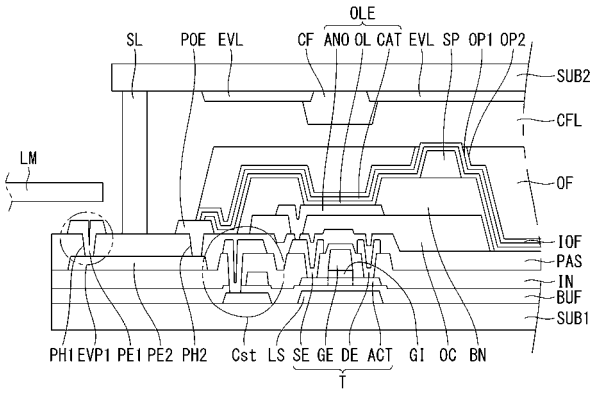 OLE
SL POE EVL CF ANO OL CAT EVL SP OP1 OP2
SUB2
CFL
LM
OF
IOF
PAS
IN
BUF
SUB1
PH1 EVP1 PE1 PE2 PH2 Cst LS SE GE DE ACT GI OC BN
T